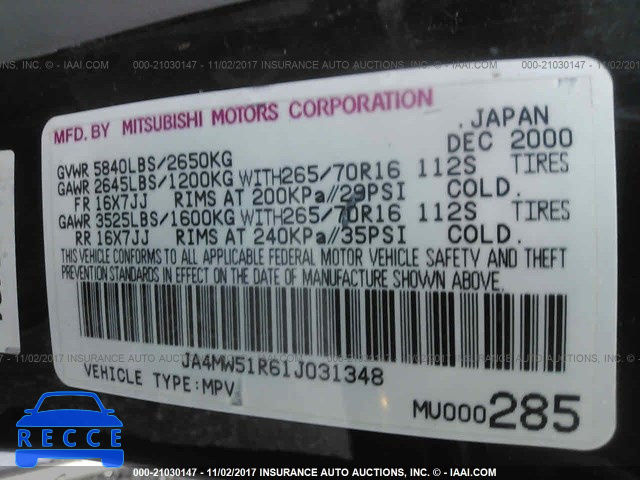 000-21030147 - 11/02/2017 INSURANCE AUTO AUCTIONS, INC. - © IAAI.COM
MFD. BY MITSUBISHI MOTORS CORPORATION , JAPAN
GVWR 5840LBS/2650KG DEC 2000
GAWR 2645LBS/1200KG WITH265/70R16 112S TIRES
FR 16X7JJ RIMS AT 200KPa//29PSI COLD.
GAWR 3525LBS/1600KG WITH265/70R16 112S TIRES
RR 16X7JJ RIMS AT 240KPa//35PSI COLD.
THIS VEHICLE CONFORMS TO ALL APPLICABLE FEDERAL MOTOR VEHICLE SAFETY AND THEFT
PREVENTION STANDARDS IN EFFECT ON THE DATE OF MANUFACTURE SHOWN ABOVE.
JA4MW51R61J031348
VEHICLE TYPE:MPV
MU000285
RECCE
000-21030147 - 11/02/2017 INSURANCE AUTO AUCTIONS, INC. - © IAAI.COM